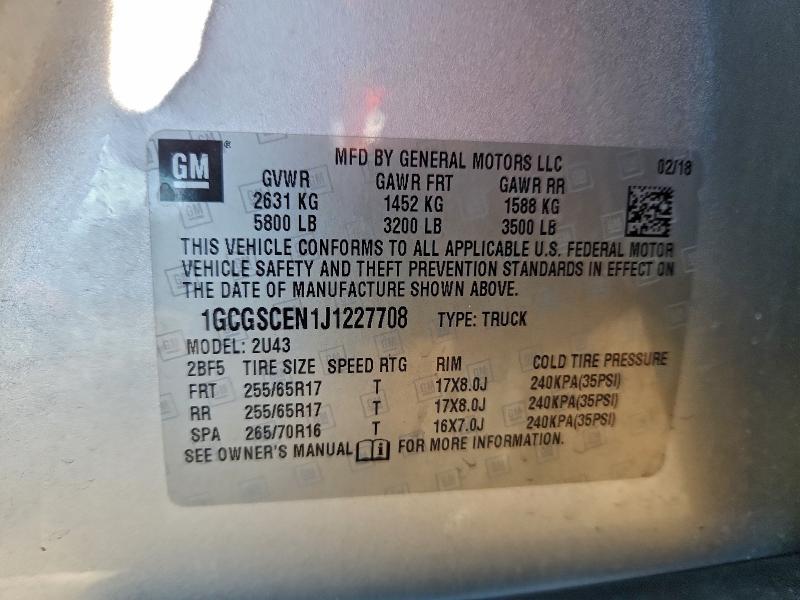 GM ® MFD BY GENERAL MOTORS LLC 02/18
GVWR GAWR FRT GAWR RR
2631 KG 1452 KG 1588 KG
5800 LB 3200 LB 3500 LB
THIS VEHICLE CONFORMS TO ALL APPLICABLE U.S. FEDERAL MOTOR
VEHICLE SAFETY AND THEFT PREVENTION STANDARDS IN EFFECT ON
THE DATE OF MANUFACTURE SHOWN ABOVE.
1GCGSCEN1J1227708 TYPE: TRUCK
MODEL: 2U43
2BF5 TIRE SIZE SPEED RTG RIM COLD TIRE PRESSURE
FRT 255/65R17 T 17X8.0J 240KPA(35PSI)
RR 255/65R17 T 17X8.0J 240KPA(35PSI)
SPA 265/70R16 T 16X7.0J 240KPA(35PSI)
SEE OWNER'S MANUAL FOR MORE INFORMATION.